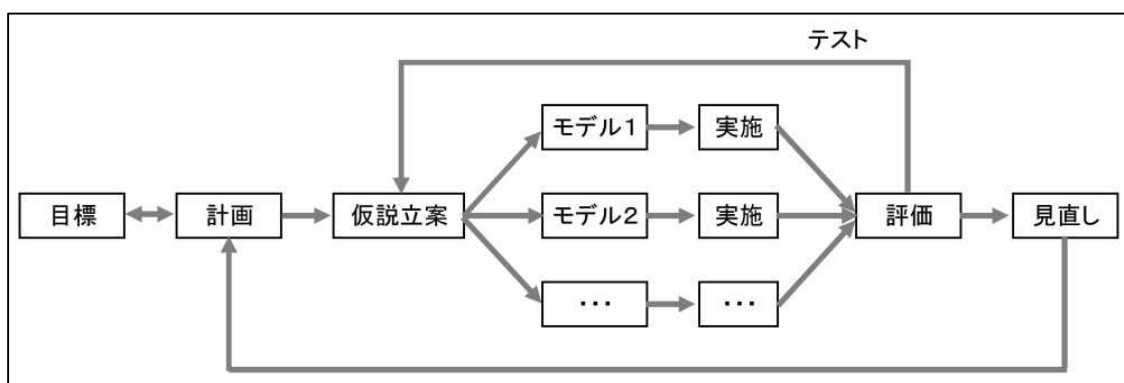 テスト
モデル1
実施
目標
計画
仮説立案
モデル2
実施
評価
見直し
・・・
・・・